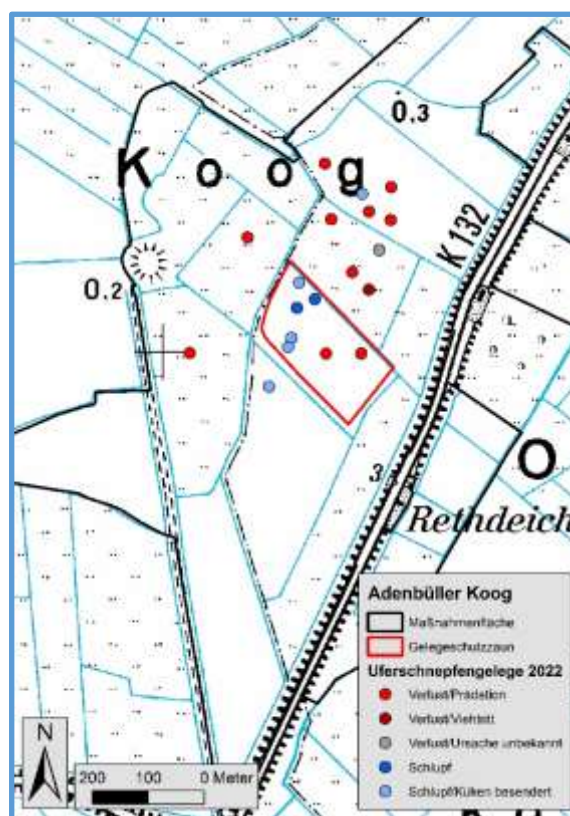 0.3
Koog
K 132
0.2
O
3
Rethdeich
Adenbüller Koog
Maßnahmenfläche
Gelegeschutzzaun
Uferschnepfengelege 2022
Verlust/Prädation
Verlust/Viehtritt
Verlust/Ursache unbekannt
Schlupf
Schlupf/Küken besendert
N
200 100 0 Meter